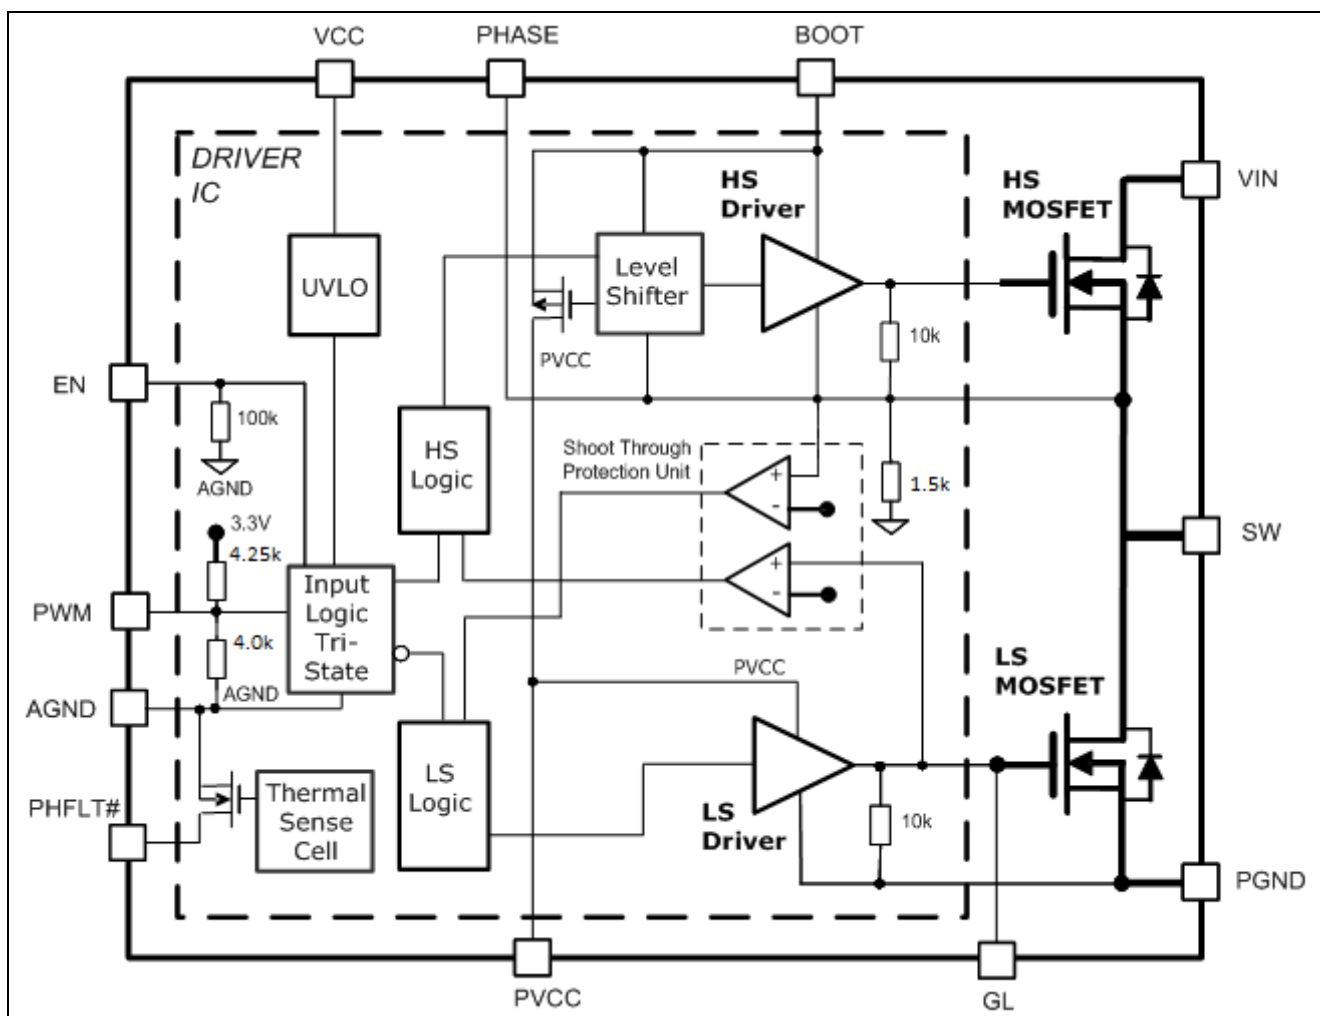 VCC
PHASE
BOOT
DRIVER
IC
HS
Driver
HS
MOSFET
VIN
UVLO
Level
Shifter
10k
PVCC
EN
100k
AGND
HS
Logic
Shoot Through
Protection Unit
+
-
1.5k
3.3V
4.25k
SW
PWM
Input
Logic
Tri-
State
+
-
4.0k
AGND
AGND
PVCC
LS
MOSFET
PHFLT#
Thermal
Sense
Cell
LS
Logic
LS
Driver
10k
PGND
PVCC
GL